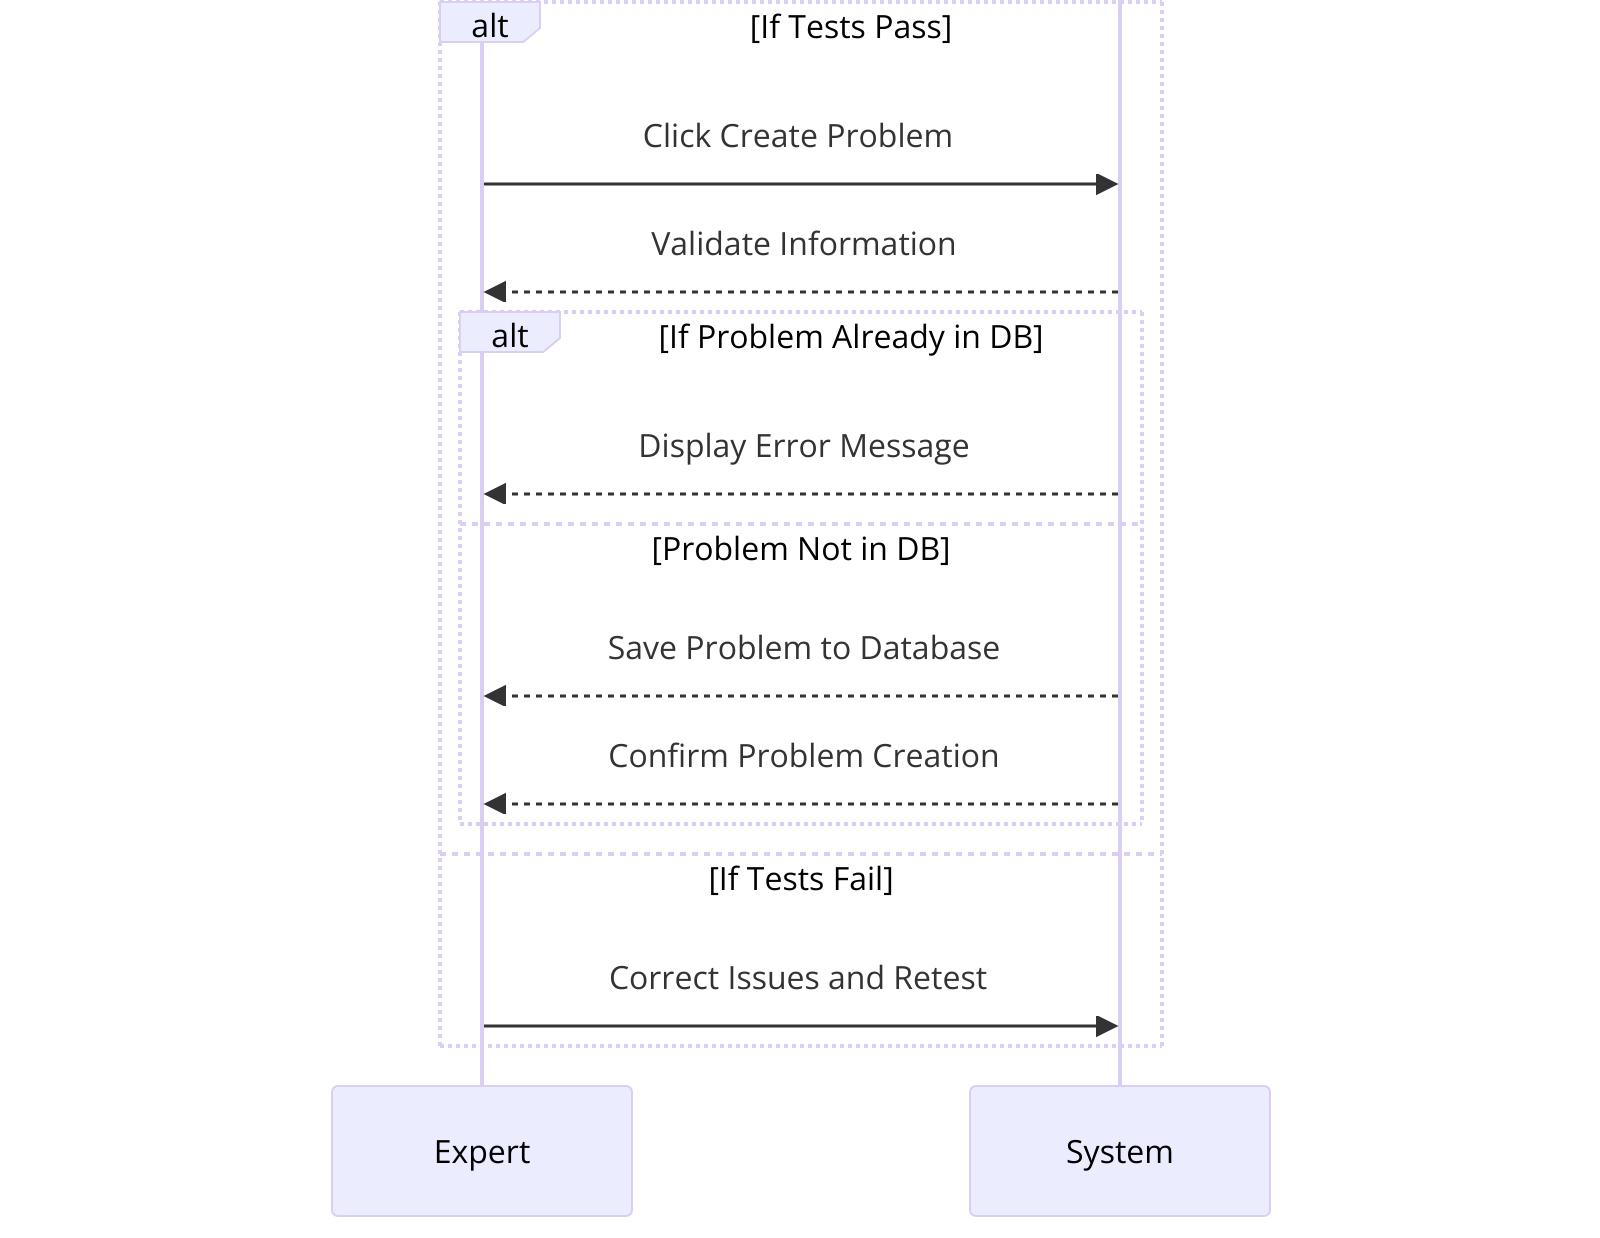 alt
[If Tests Pass]
Click Create Problem
Validate Information
alt
[If Problem Already in DB]
Display Error Message
[Problem Not in DB]
Save Problem to Database
Confirm Problem Creation
[If Tests Fail]
Correct Issues and Retest
Expert
System